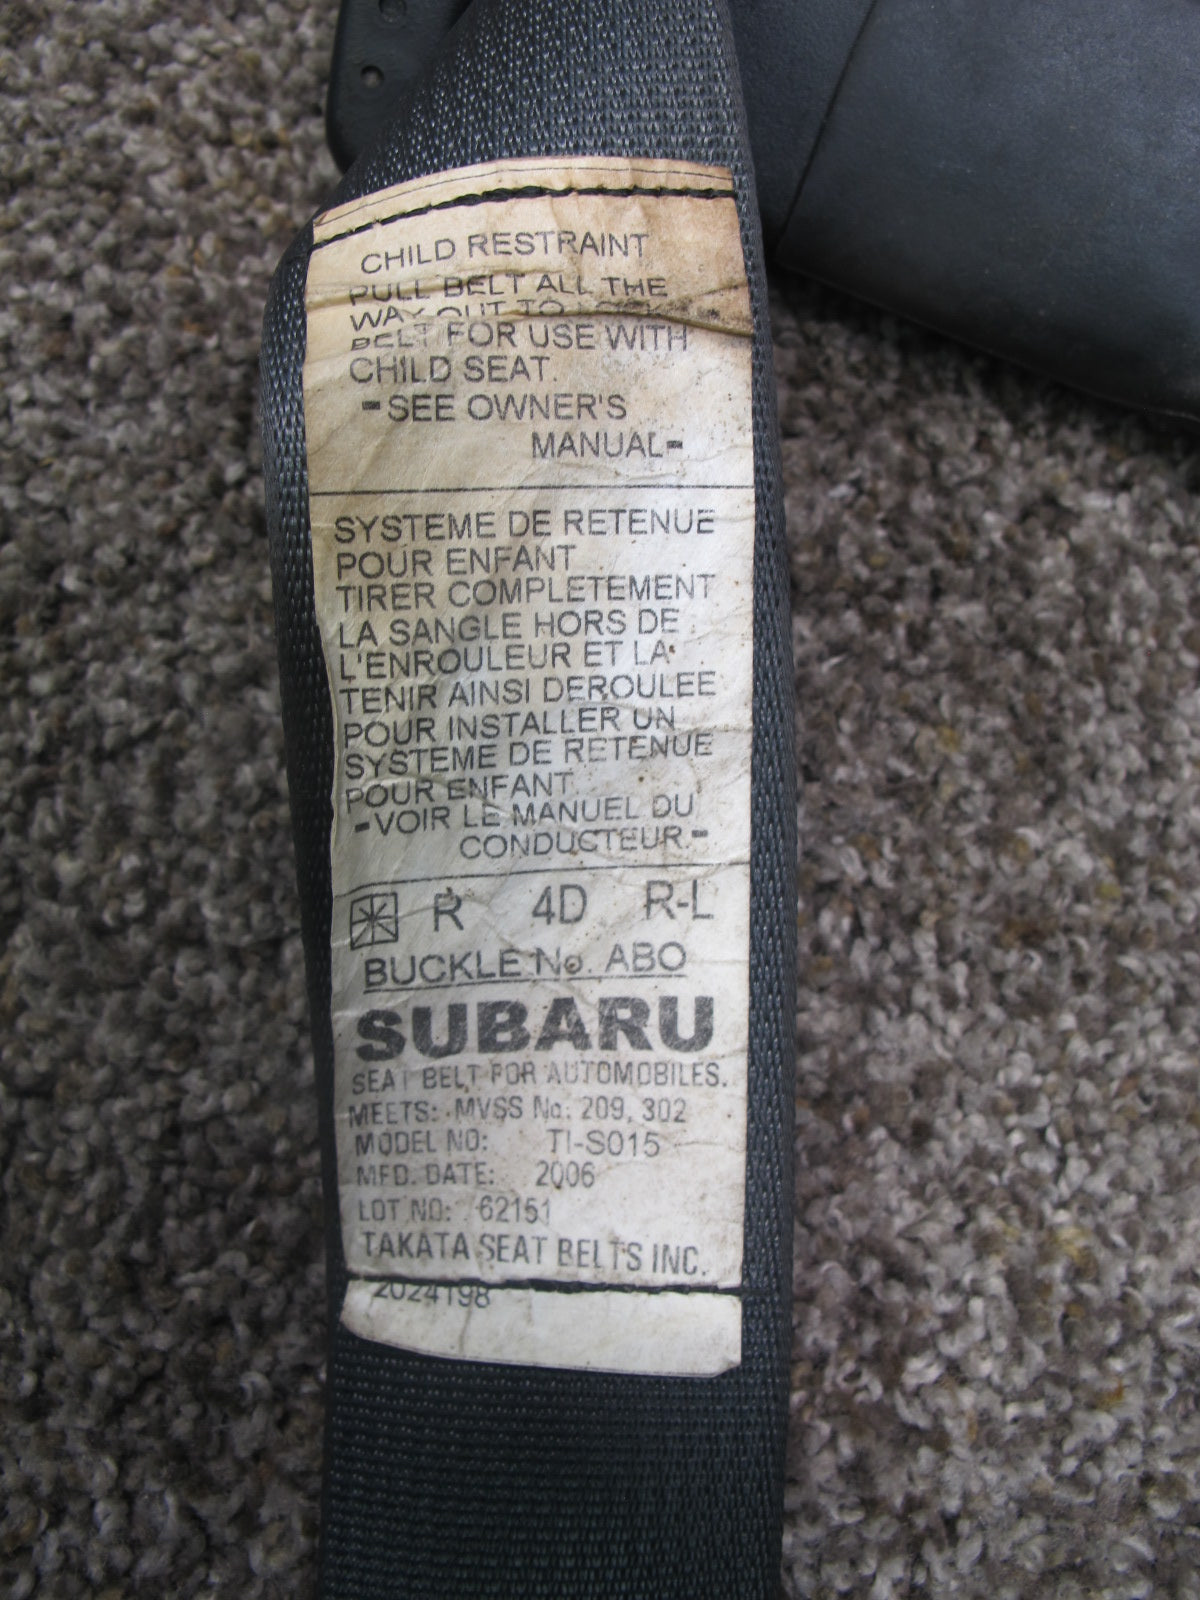 CHILD RESTRAINT
PULL BELT ALL THE
WAY OUT TO
BELT FOR USE WITH
CHILD SEAT.
-SEE OWNER'S
MANUAL-
SYSTEME DE RETENUE
POUR ENFANT
TIRER COMPLETEMENT
LA SANGLE HORS DE
L'ENROULEUR ET LA
TENIR AINSI DEROULEE
POUR INSTALLER UN
SYSTEME DE RETENUE
POUR ENFANT.
-VOIR LE MANUEL DU
CONDUCTEUR.-
R 4D R-L
BUCKLE No. ABO
SUBARU
SEAT BELT FOR AUTOMOBILES.
MEETS: MVSS No: 209, 302
MODEL NO: TI-S015
MFD. DATE: 2006
LOT NO: 62151
TAKATA SEAT BELTS INC.
2024198